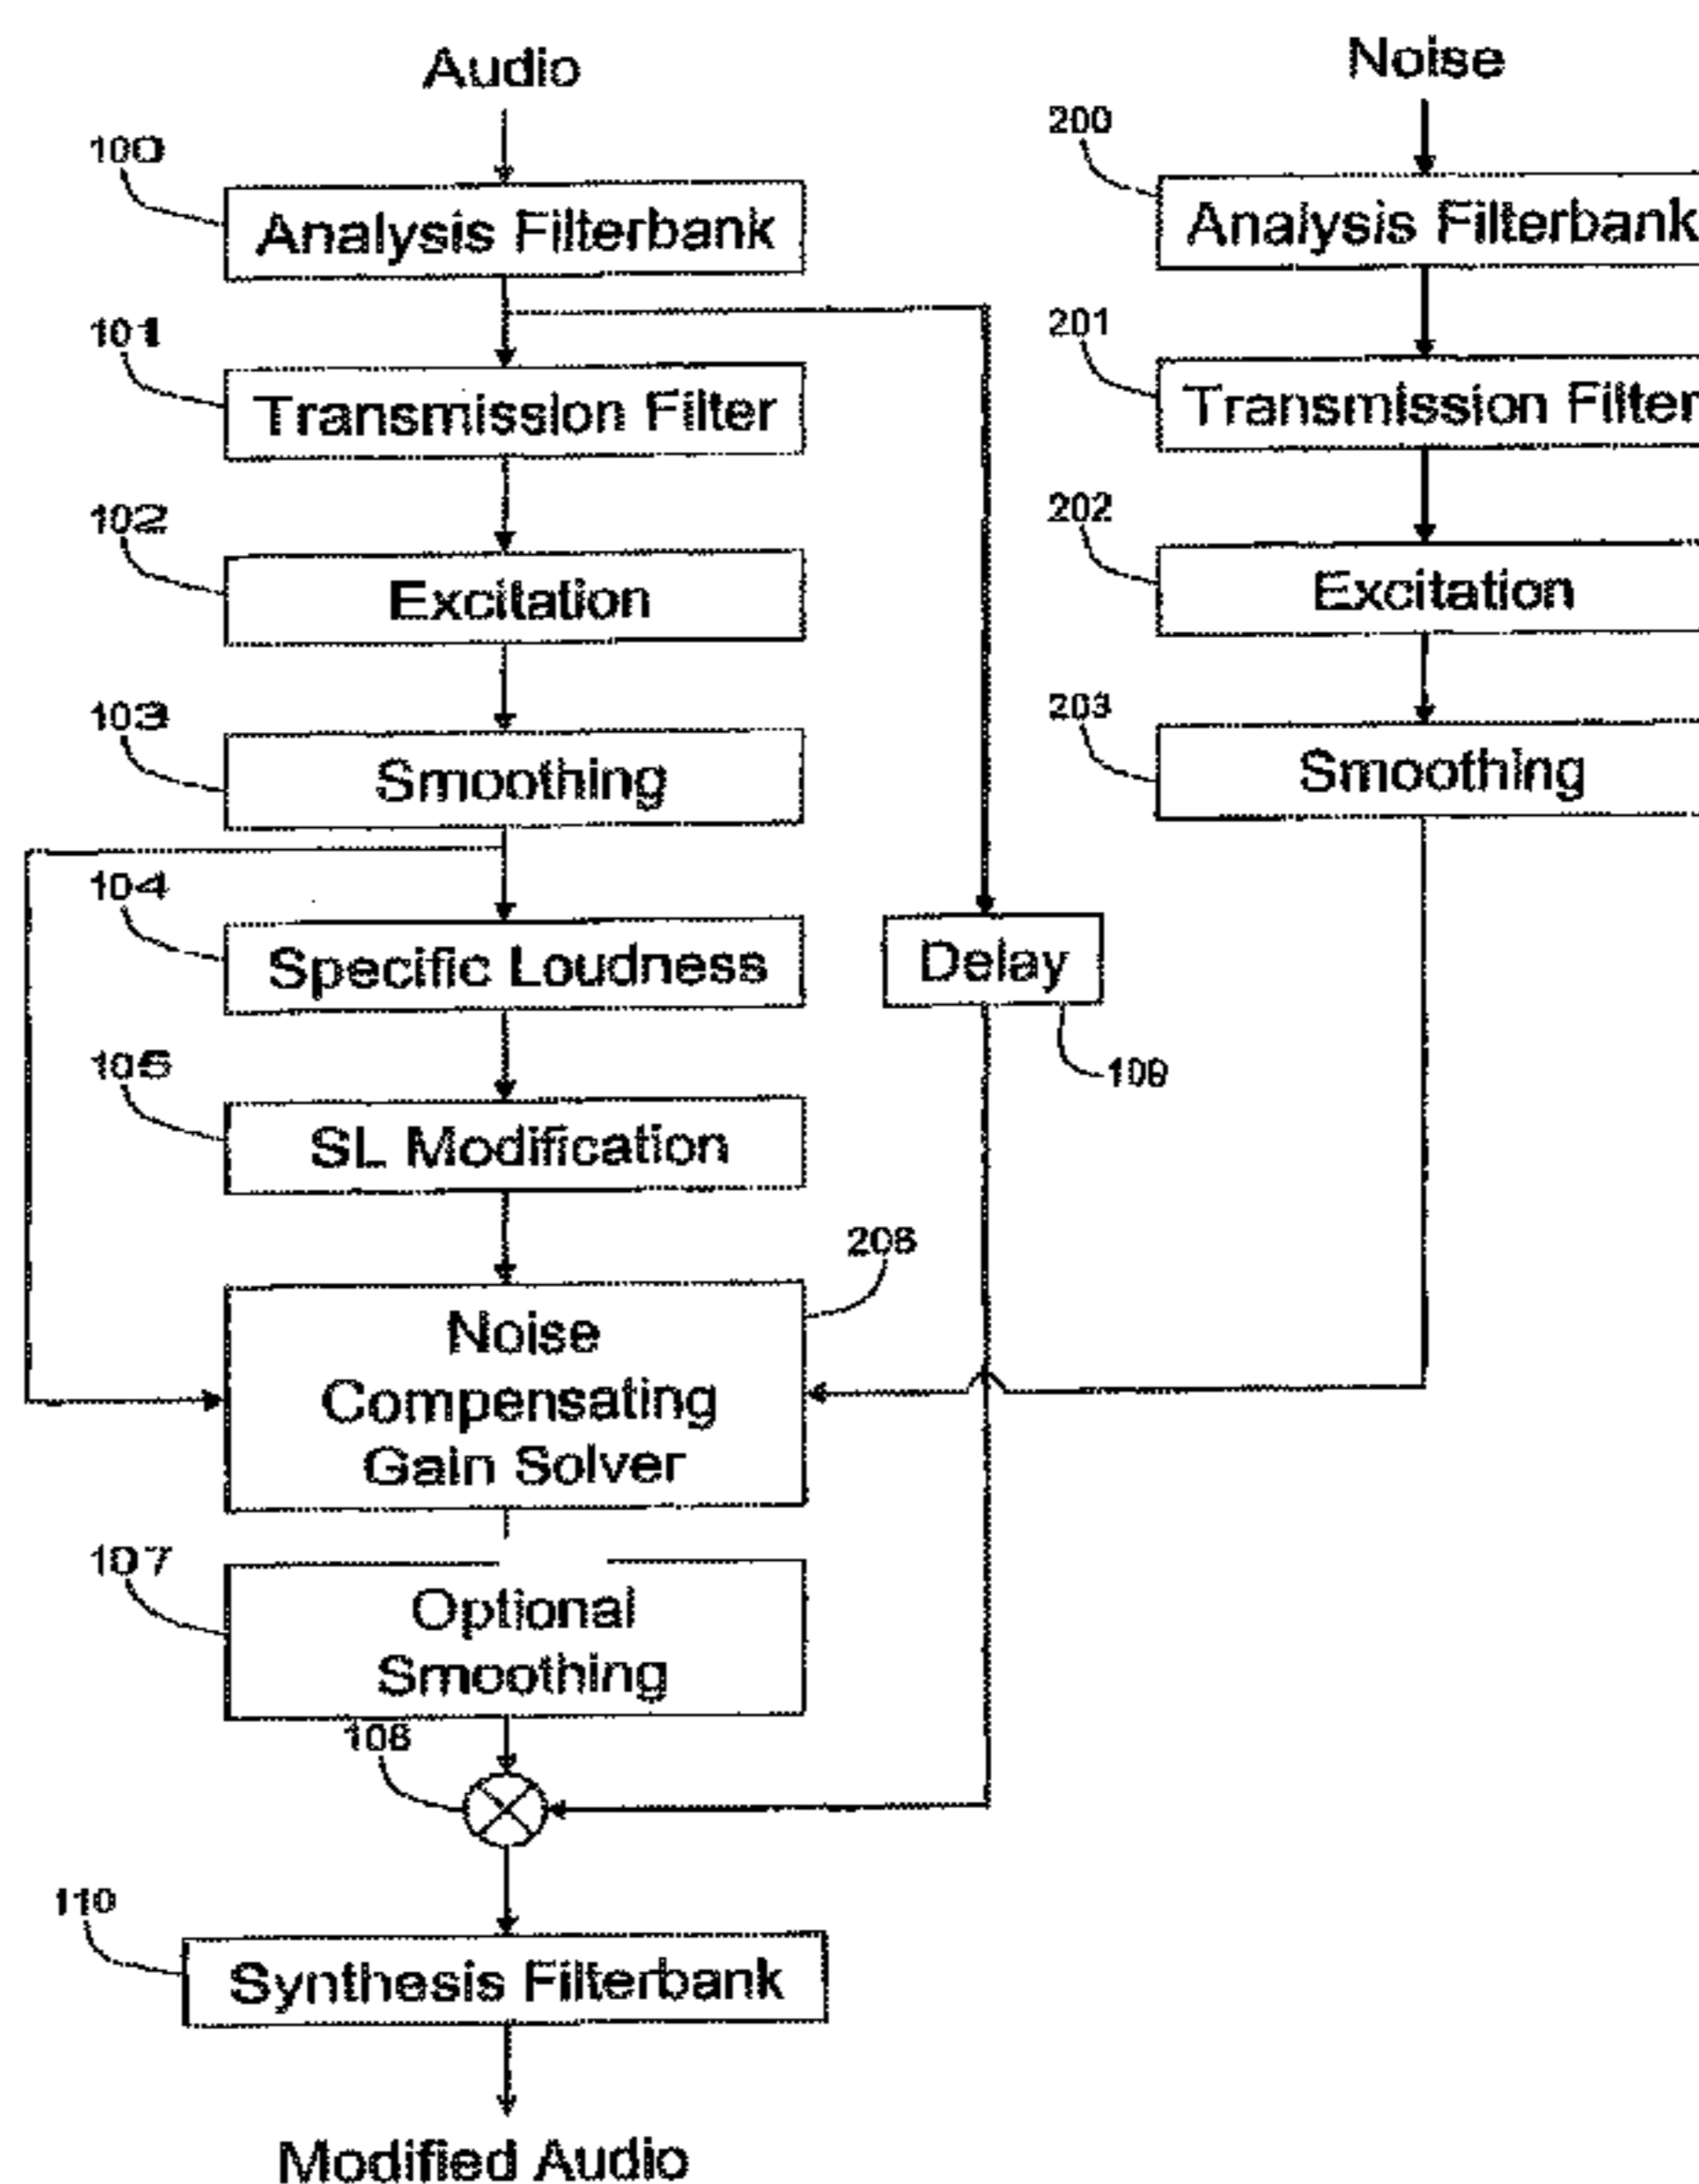 Audio
100
Analysis Filterbank
101
Transmission Filter
102
Excitation
103
Smoothing
104
Specific Loudness
105
SL Modification
206
Noise
Compensating
Gain Solver
107
Optional
Smoothing
108
110
Synthesis Filterbank
Modified Audio
Delay
109
Noise
200
Analysis Filterbank
201
Transmission Filter
202
Excitation
203
Smoothing